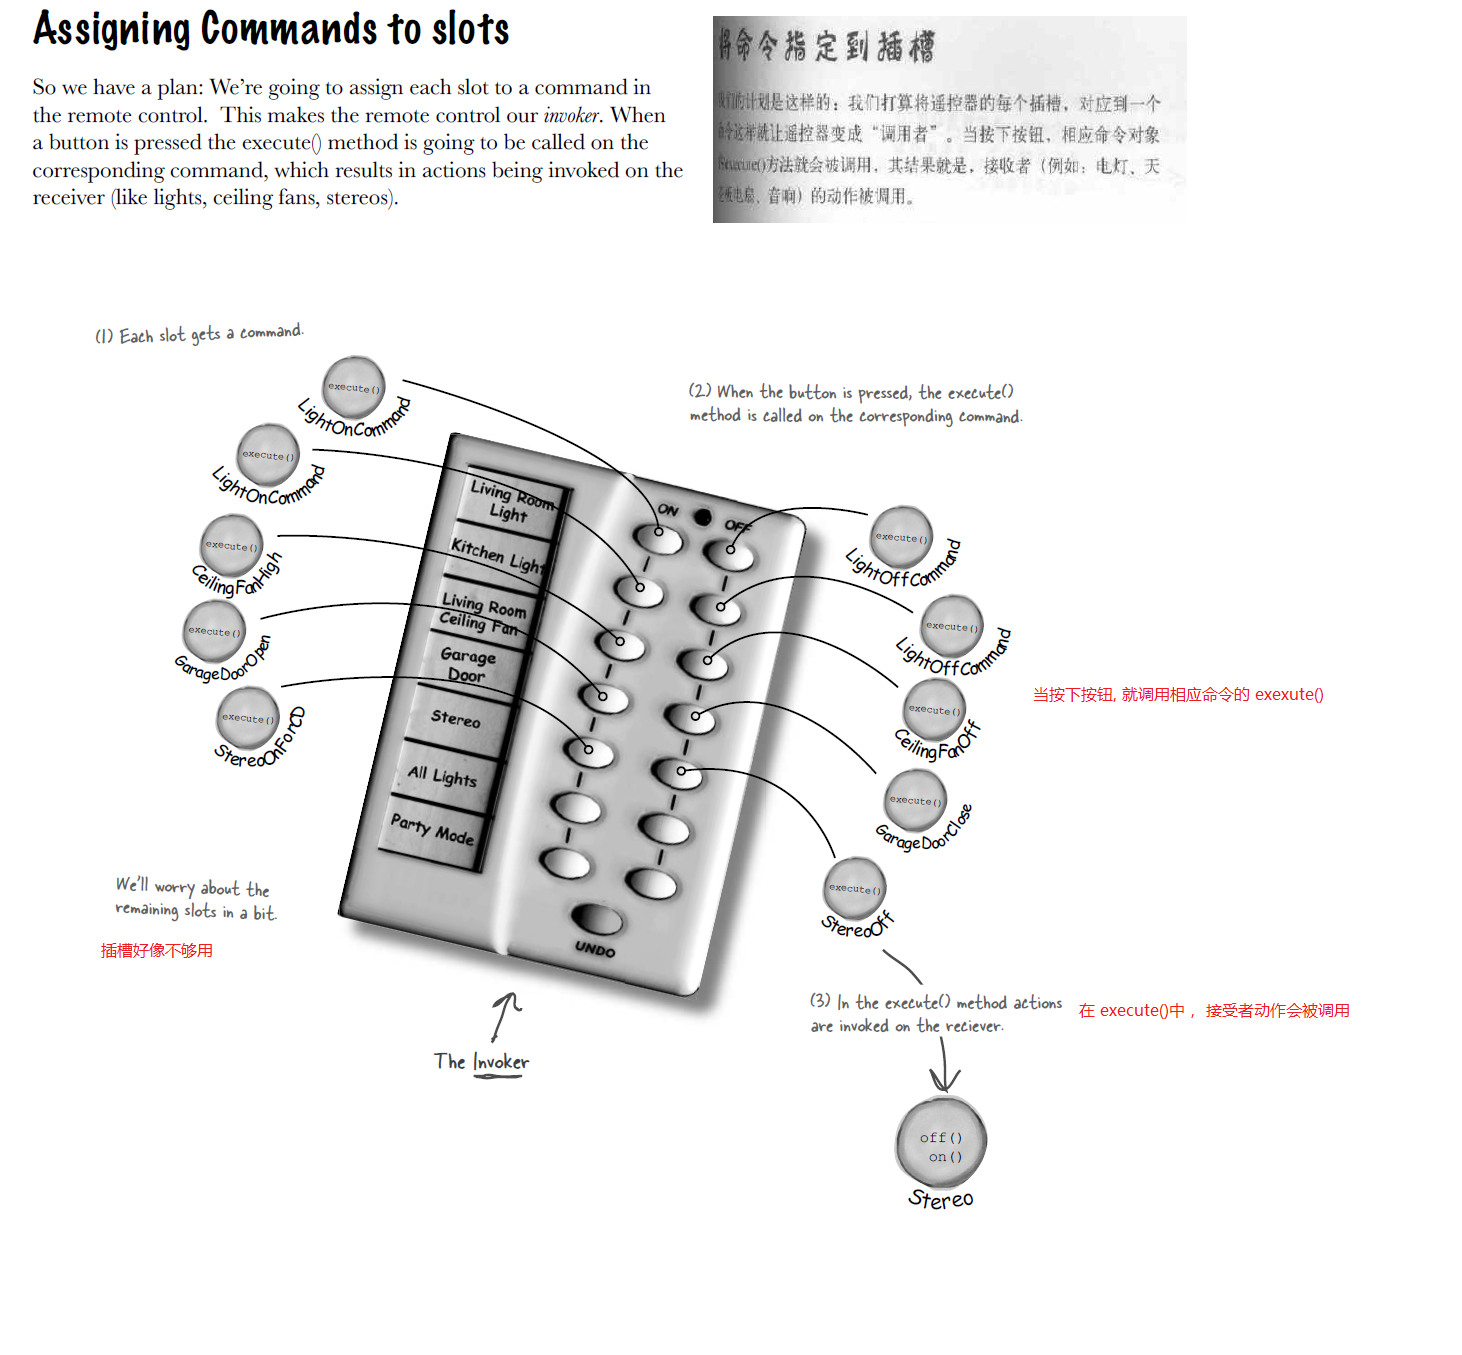 Assigning Commands to slots
So we have a plan: We’re going to assign each slot to a command in
the remote control.  This makes the remote control our invoker. When
a button is pressed the execute() method is going to be called on the
corresponding command, which results in actions being invoked on the
receiver (like lights, ceiling fans, stereos).
将命令指定到插槽
我们的计划是这样的：我们打算将遥控器的每个插槽，对应到一个
命令这样就让遥控器变成“调用者”。当按下按钮，相应命令对象
的execute()方法就会被调用，其结果就是，接收者（例如：电灯、天
音响）的动作被调用。
(1) Each slot gets a command.
execute()
LightOnCommand
execute()
LightOnCommand
execute()
CeilingFanHigh
execute()
GarageDoorOpen
execute()
StereoOnForCD
(2) When the button is pressed, the execute()
method is called on the corresponding command.
Living Room
Light
Kitchen Light
Living Room
Ceiling Fan
Garage
Door
Stereo
All Lights
Party Mode
ON
OFF
UNDO
execute()
LightOffCommand
execute()
LightOffCommand
execute()
CeilingFanOff
execute()
GarageDoorClose
execute()
StereoOff
当按下按钮, 就调用相应命令的 exexute()
We’ll worry about the
remaining slots in a bit.
插槽好像不够用
The Invoker
(3) In the execute() method actions
are invoked on the reciever.
在 execute()中 ，接受者动作会被调用
off()
on()
Stereo